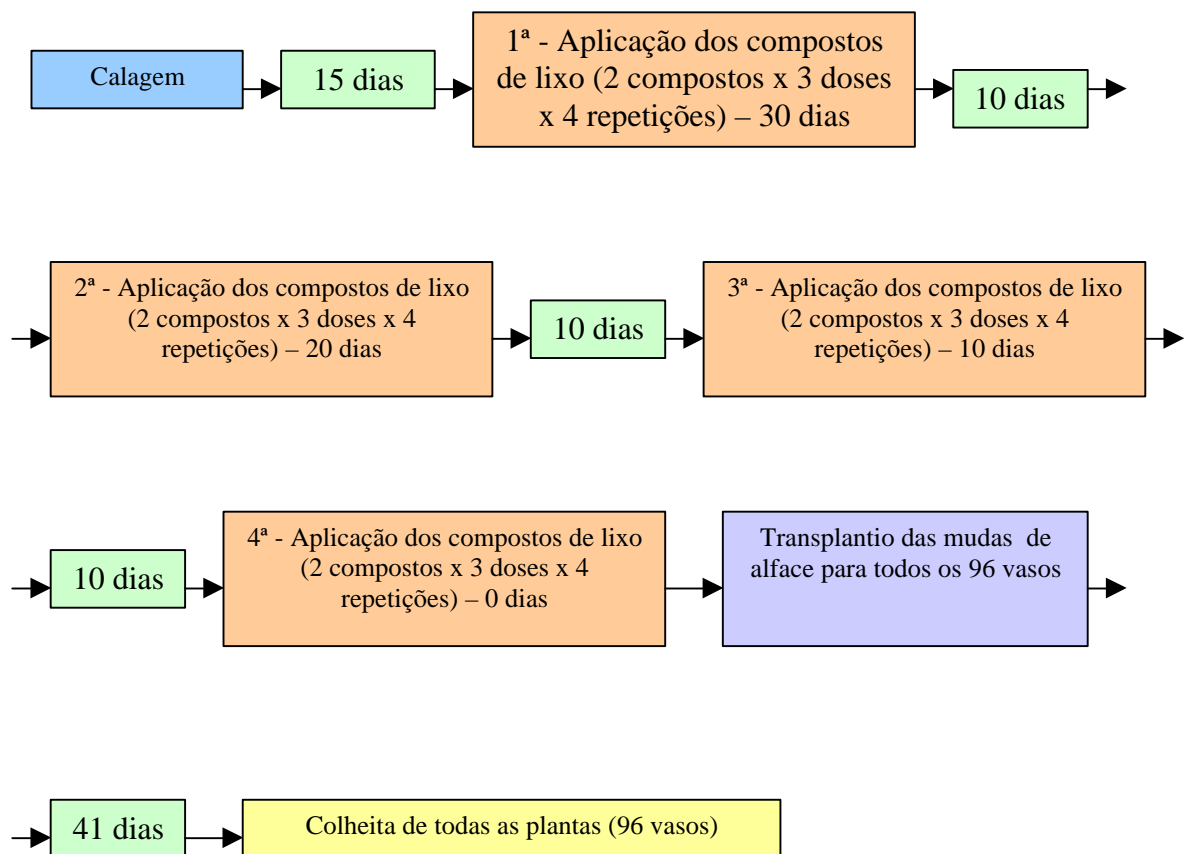 Calagem
15 dias
1ª - Aplicação dos compostos
de lixo (2 compostos x 3 doses
x 4 repetições) – 30 dias
10 dias
2ª - Aplicação dos compostos de lixo
(2 compostos x 3 doses x 4
repetições) – 20 dias
10 dias
3ª - Aplicação dos compostos de lixo
(2 compostos x 3 doses x 4
repetições) – 10 dias
10 dias
4ª - Aplicação dos compostos de lixo
(2 compostos x 3 doses x 4
repetições) – 0 dias
Transplantio das mudas de
alface para todos os 96 vasos
41 dias
Colheita de todas as plantas (96 vasos)